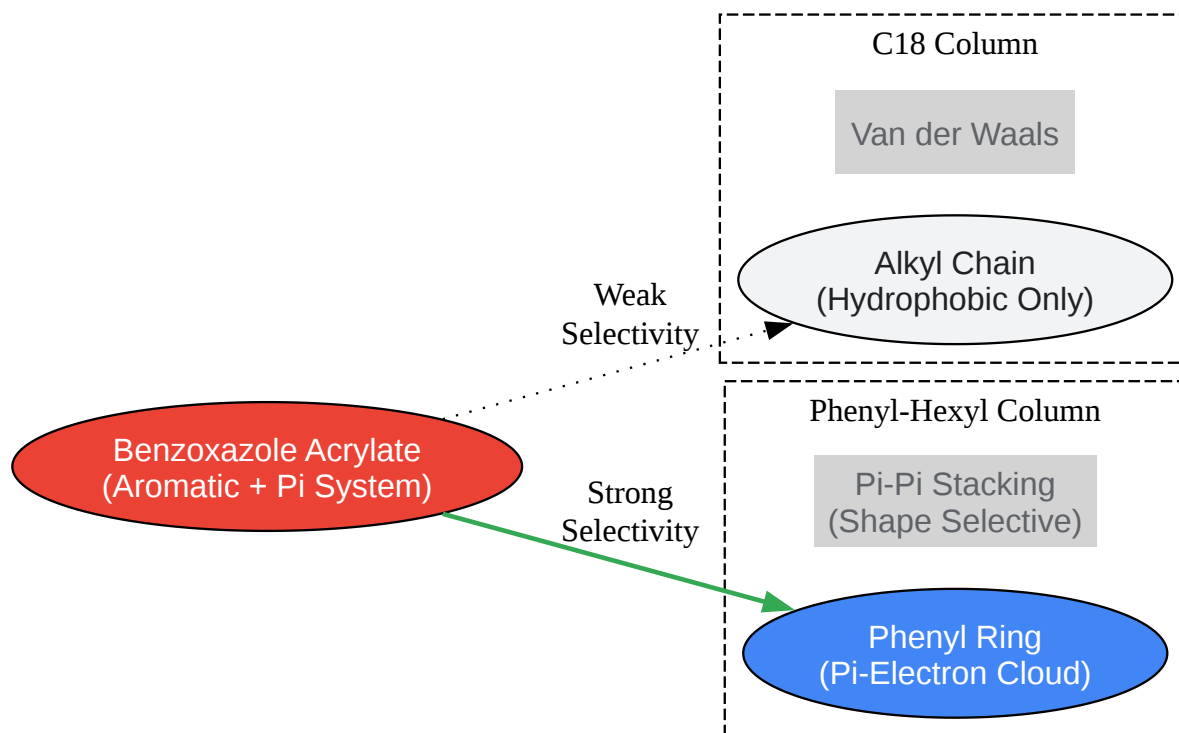 C18 Column
Van der Waals
Alkyl Chain
(Hydrophobic Only)
Weak
Selectivity
Benzoxazole Acrylate
(Aromatic + Pi System)
Strong
Selectivity
Phenyl-Hexyl Column
Pi-Pi Stacking
(Shape Selective)
Phenyl Ring
(Pi-Electron Cloud)